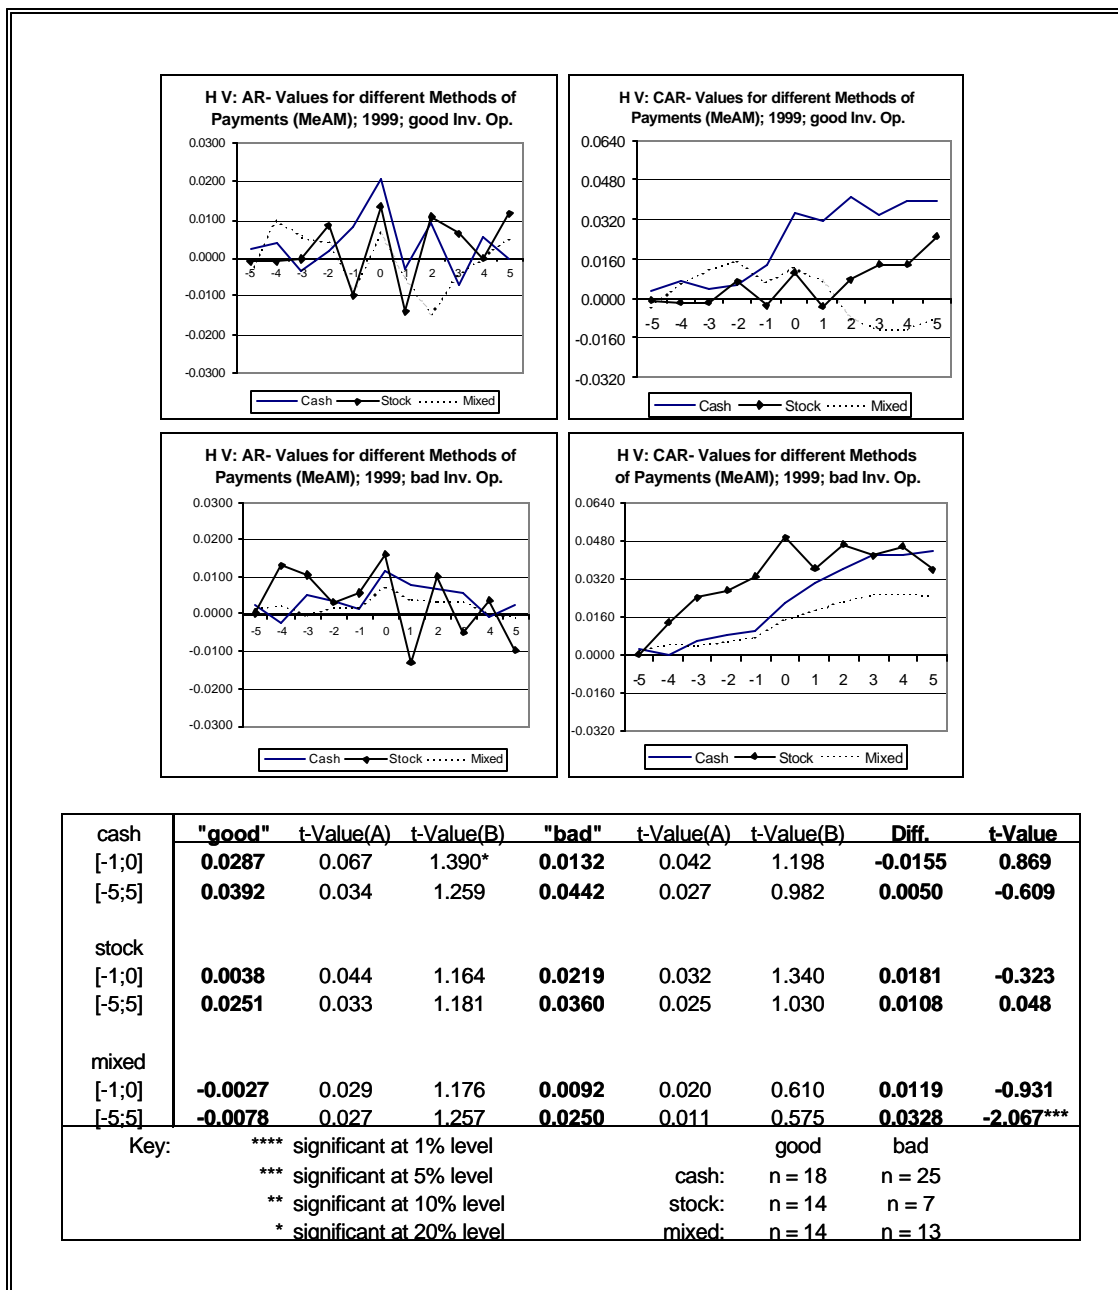 H V: AR- Values for different Methods of
Payments (MeAM); 1999; good Inv. Op.
0.0300
0.0200
0.0100
0.0000
-0.0100
-0.0200
-0.0300
-5 -4 -3 -2 -1 0 1 2 3 4 5
Cash Stock Mixed
H V: CAR- Values for different Methods of
Payments (MeAM); 1999; good Inv. Op.
0.0640
0.0480
0.0320
0.0160
0.0000
-0.0160
-0.0320
-5 -4 -3 -2 -1 0 1 2 3 4 5
Cash Stock Mixed
H V: AR- Values for different Methods of
Payments (MeAM); 1999; bad Inv. Op.
0.0300
0.0200
0.0100
0.0000
-0.0100
-0.0200
-0.0300
-5 -4 -3 -2 -1 0 1 2 3 4 5
Cash Stock Mixed
H V: CAR- Values for different Methods
of Payments (MeAM); 1999; bad Inv. Op.
0.0640
0.0480
0.0320
0.0160
0.0000
-0.0160
-0.0320
-5 -4 -3 -2 -1 0 1 2 3 4 5
Cash Stock Mixed
cash "good" t-Value(A) t-Value(B) "bad" t-Value(A) t-Value(B) Diff. t-Value
[-1;0] 0.0287 0.067 1.390* 0.0132 0.042 1.198 -0.0155 0.869
[-5;5] 0.0392 0.034 1.259 0.0442 0.027 0.982 0.0050 -0.609
stock
[-1;0] 0.0038 0.044 1.164 0.0219 0.032 1.340 0.0181 -0.323
[-5;5] 0.0251 0.033 1.181 0.0360 0.025 1.030 0.0108 0.048
mixed
[-1;0] -0.0027 0.029 1.176 0.0092 0.020 0.610 0.0119 -0.931
[-5;5] -0.0078 0.027 1.257 0.0250 0.011 0.575 0.0328 -2.067***
Key: **** significant at 1% level good bad
*** significant at 5% level cash: n = 18 n = 25
** significant at 10% level stock: n = 14 n = 7
* significant at 20% level mixed: n = 14 n = 13